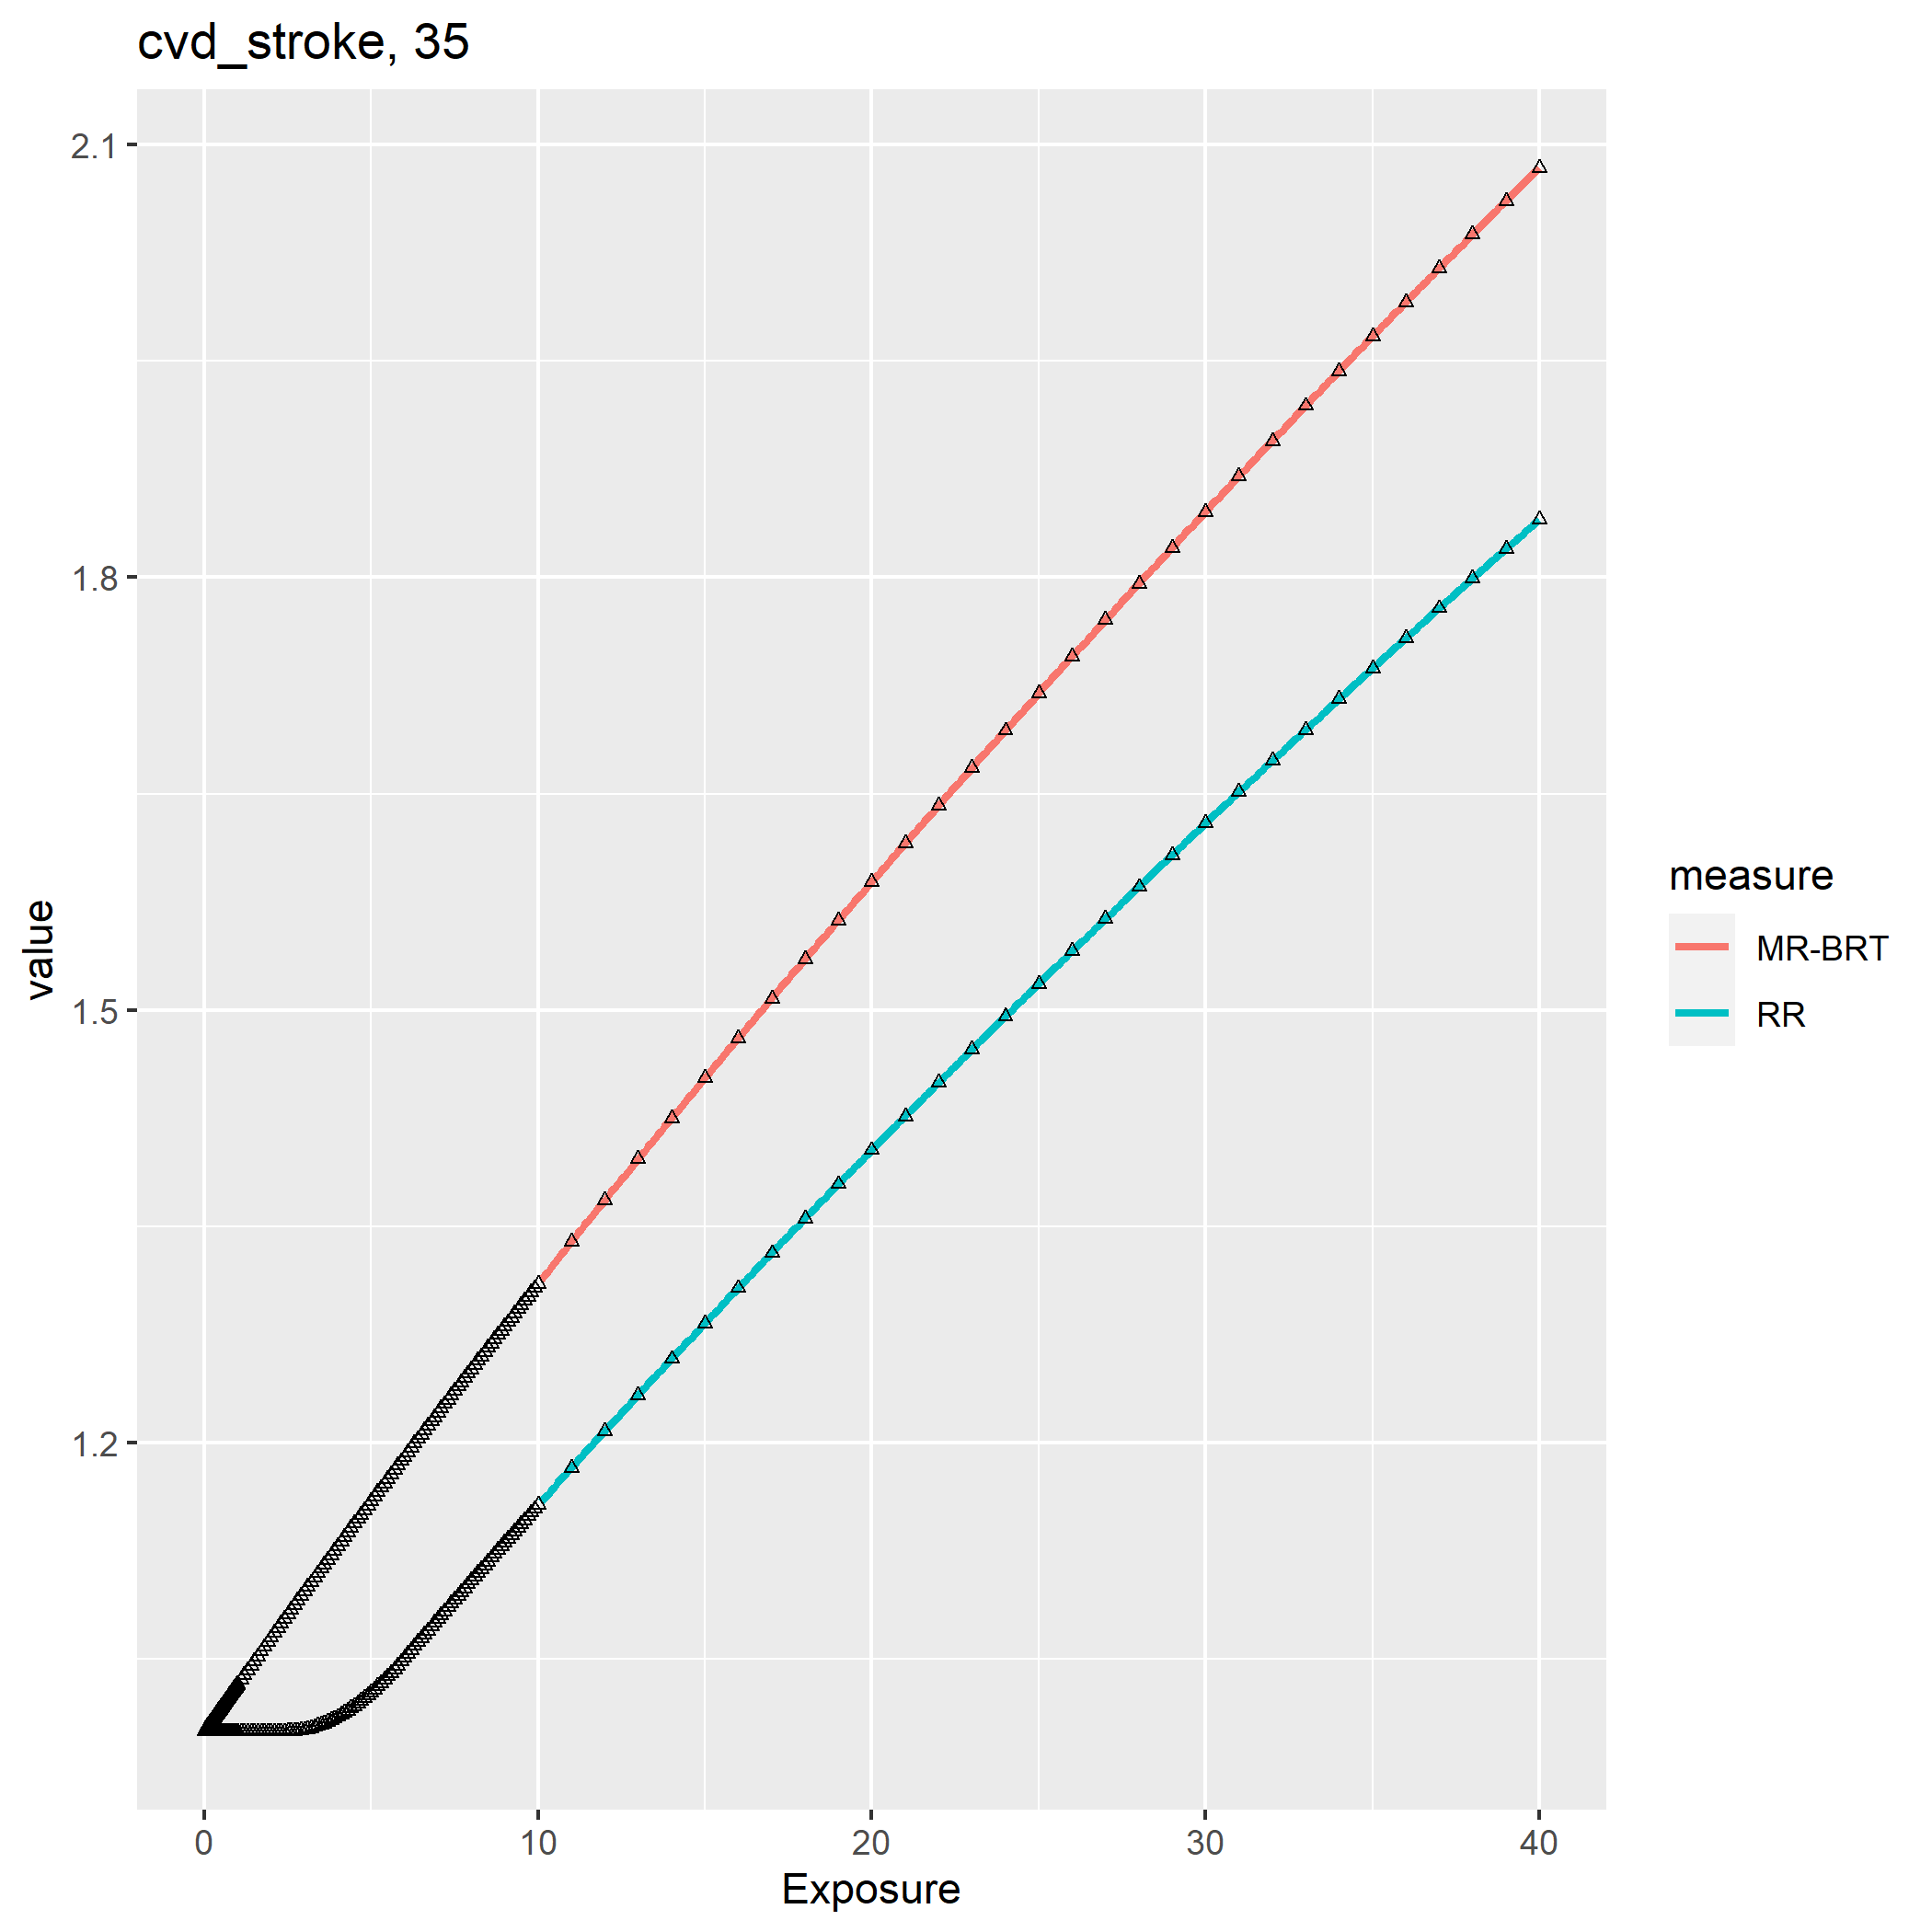 cvd_stroke, 35
2.1
1.8
1.5
1.2
value
0 10 20 30 40
Exposure
measure
MR-BRT
RR